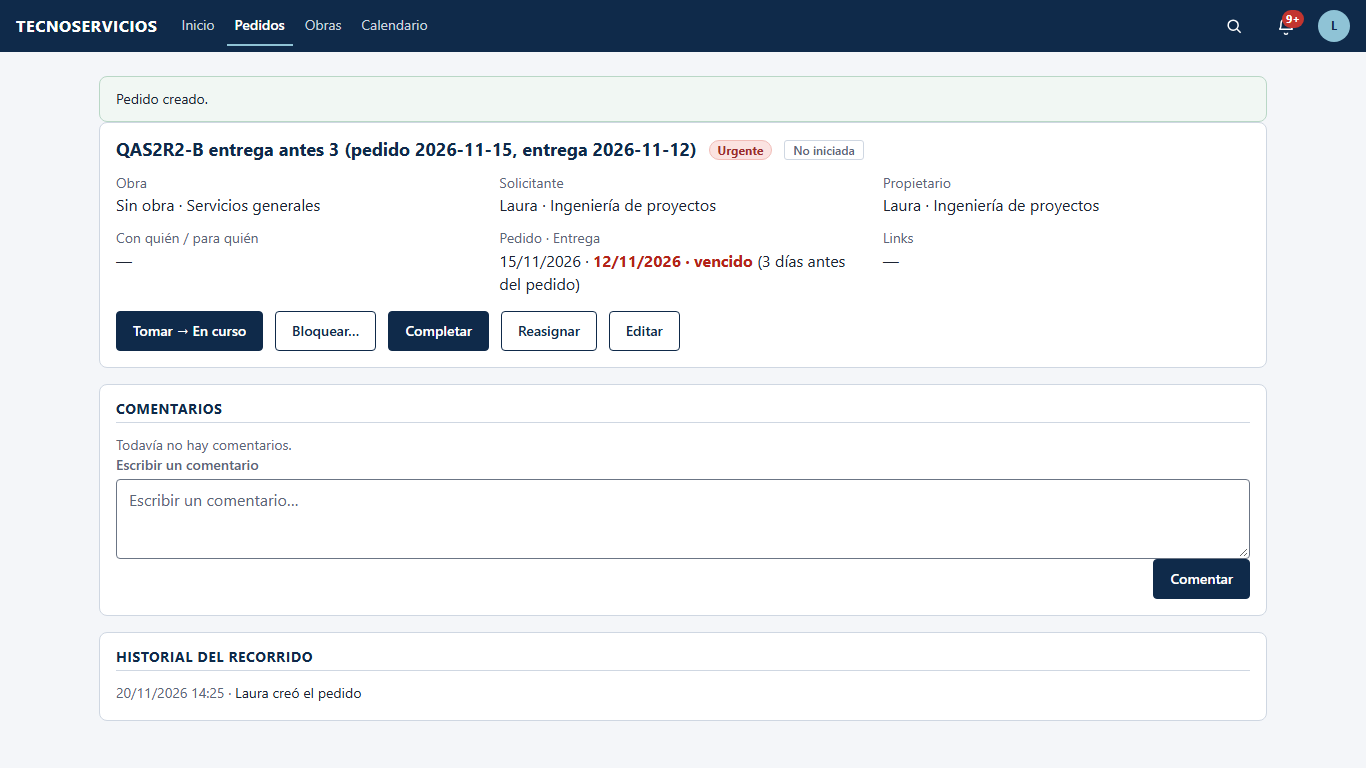 TECNOSERVICIOS Inicio Pedidos Obras Calendario 9+ L
Pedido creado.
QAS2R2-B entrega antes 3 (pedido 2026-11-15, entrega 2026-11-12) Urgente No iniciada
Obra
Sin obra · Servicios generales
Solicitante
Laura · Ingeniería de proyectos
Propietario
Laura · Ingeniería de proyectos
Con quién / para quién
—
Pedido · Entrega
15/11/2026 · 12/11/2026 · vencido (3 días antes
del pedido)
Links
—
Tomar → En curso Bloquear... Completar Reasignar Editar
COMENTARIOS
Todavía no hay comentarios.
Escribir un comentario
Escribir un comentario...
Comentar
HISTORIAL DEL RECORRIDO
20/11/2026 14:25 · Laura creó el pedido